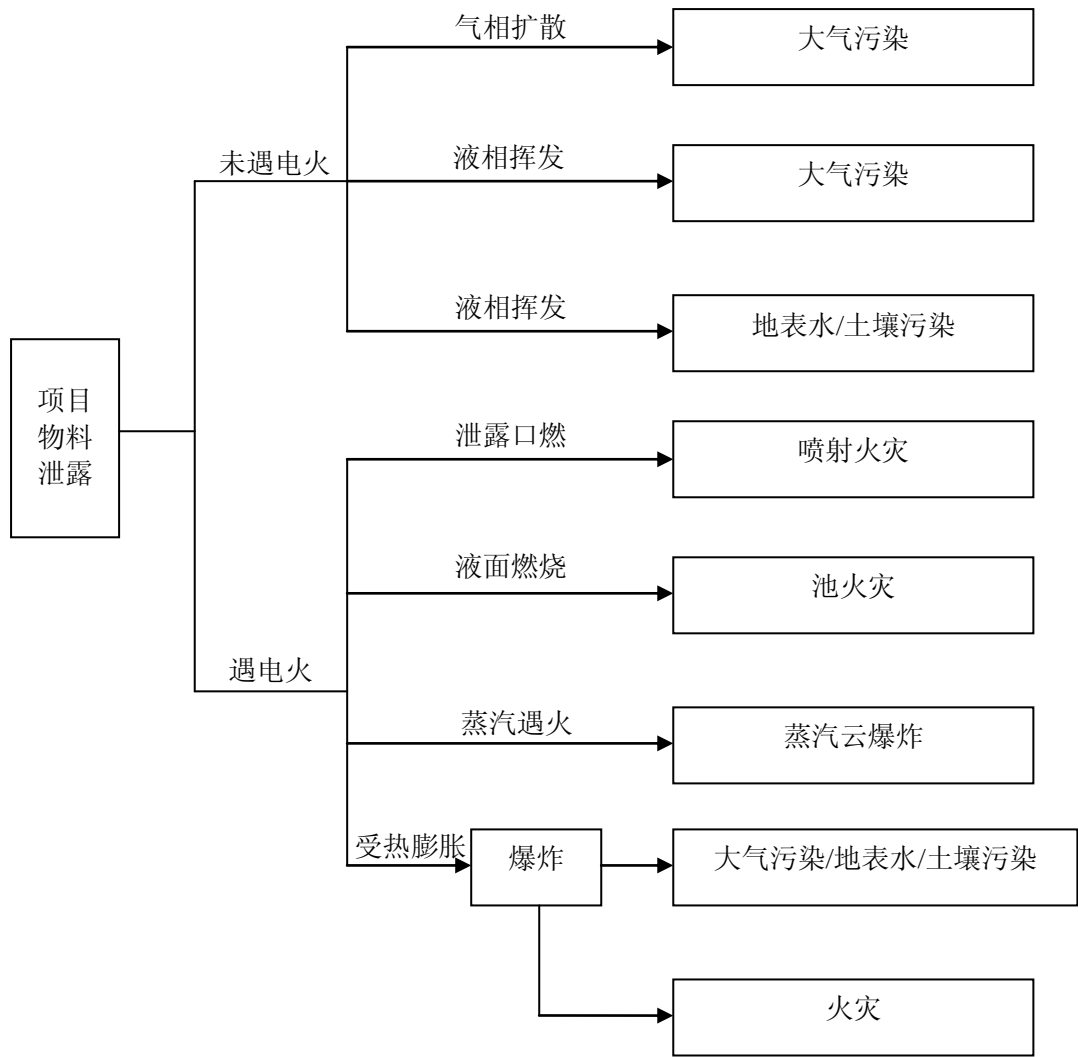 气相扩散
大气污染
未遇电火
液相挥发
大气污染
液相挥发
地表水/土壤污染
项目
物料
泄露
泄露口燃
喷射火灾
液面燃烧
池火灾
遇电火
蒸汽遇火
蒸汽云爆炸
受热膨胀
爆炸
大气污染/地表水/土壤污染
火灾